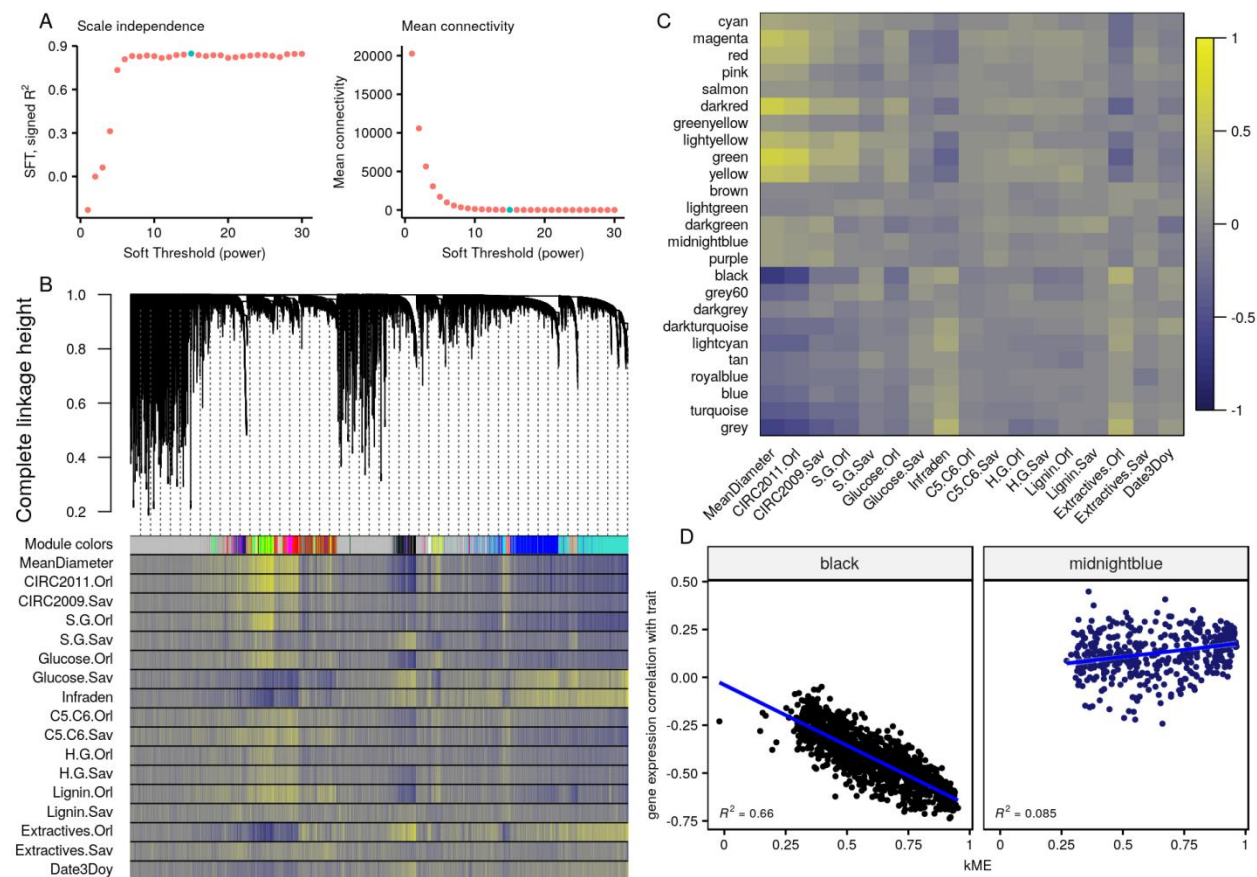 A
Scale independence
SFT, signed R²
0.9
0.6
0.3
0.0
0
10
20
30
Soft Threshold (power)
Mean connectivity
Mean connectivity
20000
15000
10000
5000
0
0
10
20
30
Soft Threshold (power)
B
Complete linkage height
1.0
0.8
0.6
0.4
0.2
Module colors
MeanDiameter
CIRC2011.Orl
CIRC2009.Sav
S.G.Orl
S.G.Sav
Glucose.Orl
Glucose.Sav
Infraden
C5.C6.Orl
C5.C6.Sav
H.G.Orl
H.G.Sav
Lignin.Orl
Lignin.Sav
Extractives.Orl
Extractives.Sav
Date3Doy
C
cyan
magenta
red
pink
salmon
darkred
greenyellow
lightyellow
green
yellow
brown
lightgreen
darkgreen
midnightblue
purple
black
grey60
darkgrey
darkturquoise
lightcyan
tan
royalblue
blue
turquoise
grey
MeanDiameter
CIRC2011.Orl
CIRC2009.Sav
S.G.Orl
S.G.Sav
Glucose.Orl
Glucose.Sav
Infraden
C5.C6.Orl
C5.C6.Sav
H.G.Orl
H.G.Sav
Lignin.Orl
Lignin.Sav
Extractives.Orl
Extractives.Sav
Date3Doy
1
0.5
0
-0.5
-1
D
black
midnightblue
gene expression correlation with trait
0.50
0.25
0.00
-0.25
-0.50
-0.75
R² = 0.66
R² = 0.085
0
0.25
0.5
0.75
1
0
0.25
0.5
0.75
1
kME